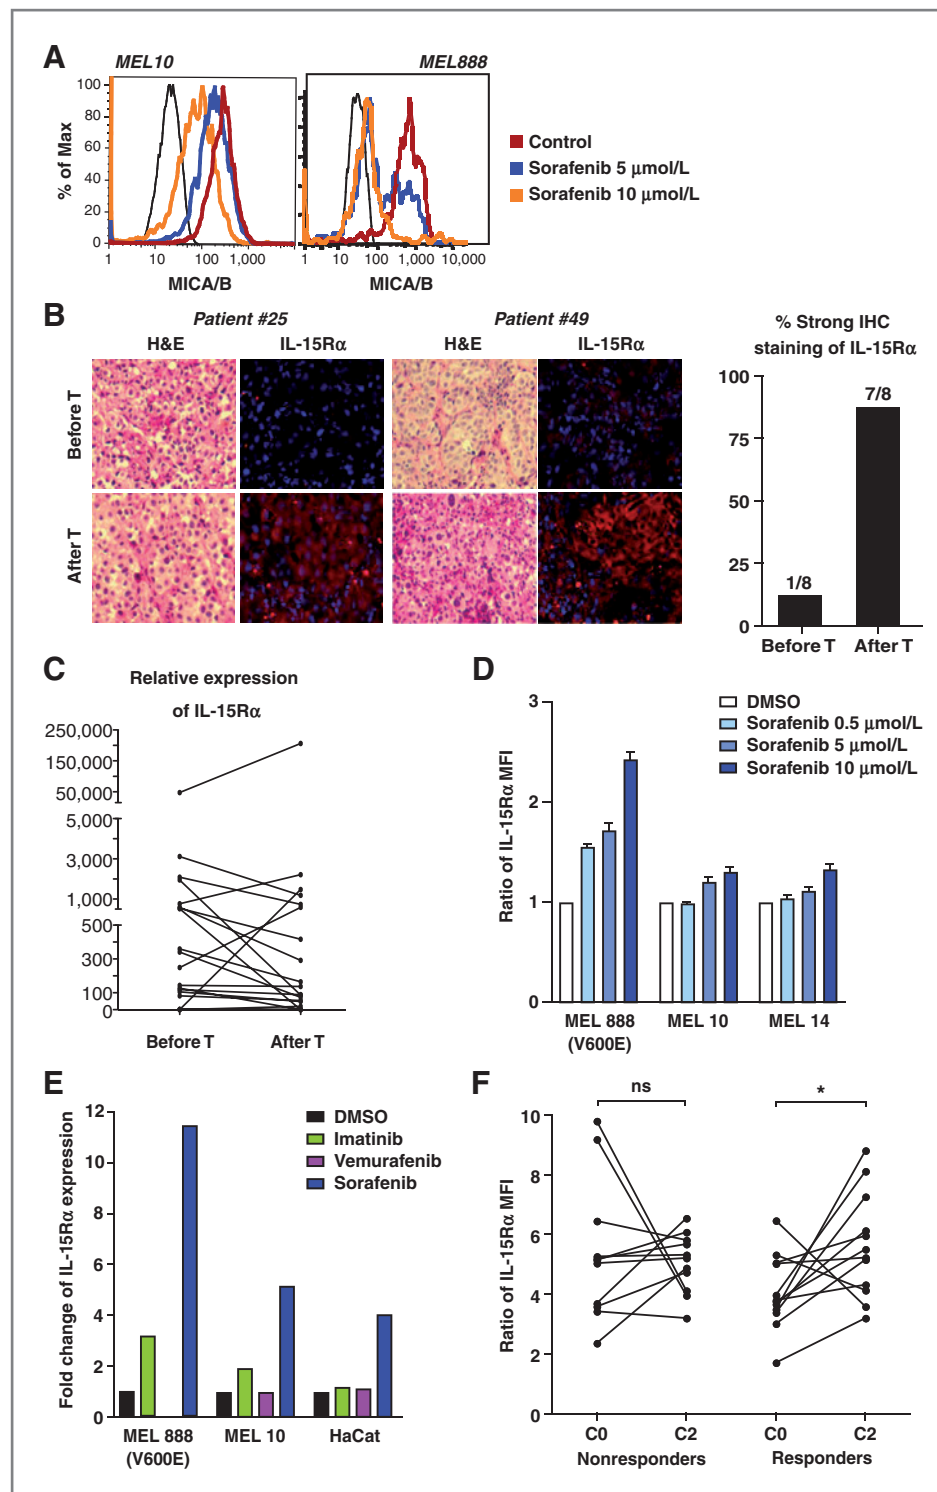 A
MEL10
MEL888
% of Max
100
80
60
40
20
0
1
10
100
1,000
MICA/B
1
10
100
1,000
10,000
MICA/B
Control
Sorafenib 5 μmol/L
Sorafenib 10 μmol/L
B
Patient #25
Patient #49
H&E
IL-15Rα
H&E
IL-15Rα
Before T
After T
% Strong IHC
staining of IL-15Rα
100
75
50
25
0
1/8
7/8
Before T
After T
C
Relative expression
of IL-15Rα
250,000
150,000
50,000
5,000
3,000
1,000
500
300
100
0
Before T
After T
D
Ratio of IL-15Rα MFI
3
2
1
0
DMSO
Sorafenib 0.5 μmol/L
Sorafenib 5 μmol/L
Sorafenib 10 μmol/L
MEL 888
(V600E)
MEL 10
MEL 14
E
Fold change of IL-15Rα expression
12
10
8
6
4
2
0
DMSO
Imatinib
Vemurafenib
Sorafenib
MEL 888
(V600E)
MEL 10
HaCat
F
Ratio of IL-15Rα MFI
10
8
6
4
2
0
ns
*
C0
C2
C0
C2
Nonresponders
Responders